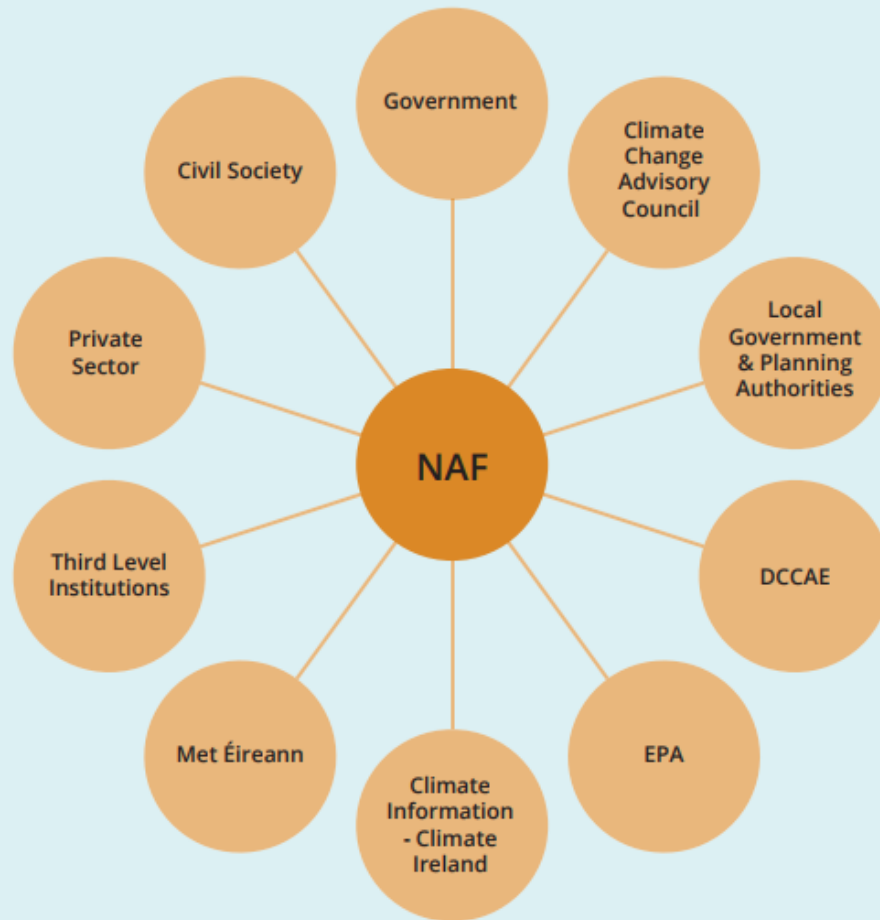 Government
Climate
Change
Advisory
Council
Local
Government
& Planning
Authorities
DCCAE
EPA
Climate
Information
- Climate
Ireland
Met Éireann
Third Level
Institutions
Private
Sector
Civil Society
NAF